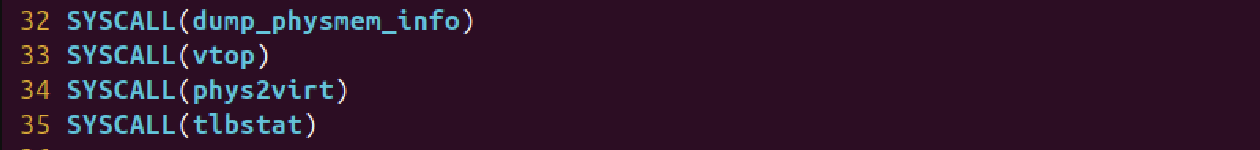 32 SYSCALL(dump_physmem_info)
33 SYSCALL(vtop)
34 SYSCALL(phys2virt)
35 SYSCALL(tlbstat)